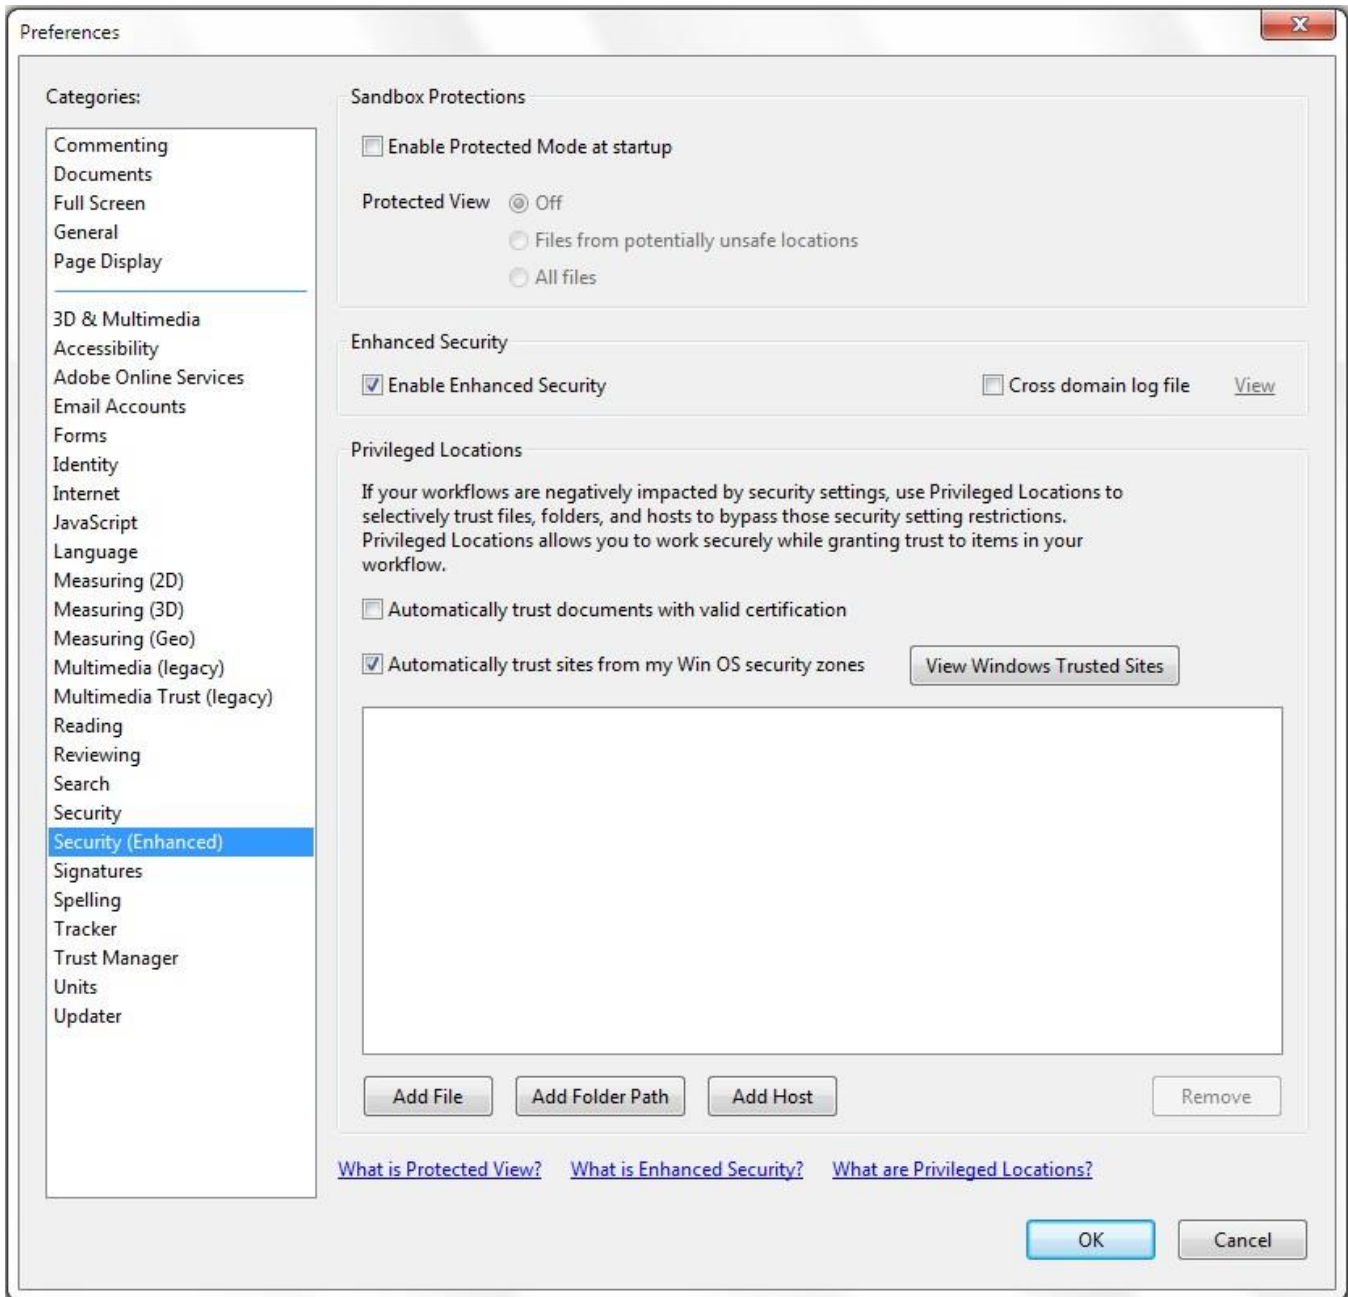 Preferences
Categories:
Commenting
Documents
Full Screen
General
Page Display
3D & Multimedia
Accessibility
Adobe Online Services
Email Accounts
Forms
Identity
Internet
JavaScript
Language
Measuring (2D)
Measuring (3D)
Measuring (Geo)
Multimedia (legacy)
Multimedia Trust (legacy)
Reading
Reviewing
Search
Security
Security (Enhanced)
Signatures
Spelling
Tracker
Trust Manager
Units
Updater
Sandbox Protections
Enable Protected Mode at startup
Protected View Off
Files from potentially unsafe locations
All files
Enhanced Security
Enable Enhanced Security Cross domain log file View
Privileged Locations
If your workflows are negatively impacted by security settings, use Privileged Locations to
selectively trust files, folders, and hosts to bypass those security setting restrictions.
Privileged Locations allows you to work securely while granting trust to items in your
workflow.
Automatically trust documents with valid certification
Automatically trust sites from my Win OS security zones View Windows Trusted Sites
Add File Add Folder Path Add Host Remove
What is Protected View? What is Enhanced Security? What are Privileged Locations?
OK Cancel